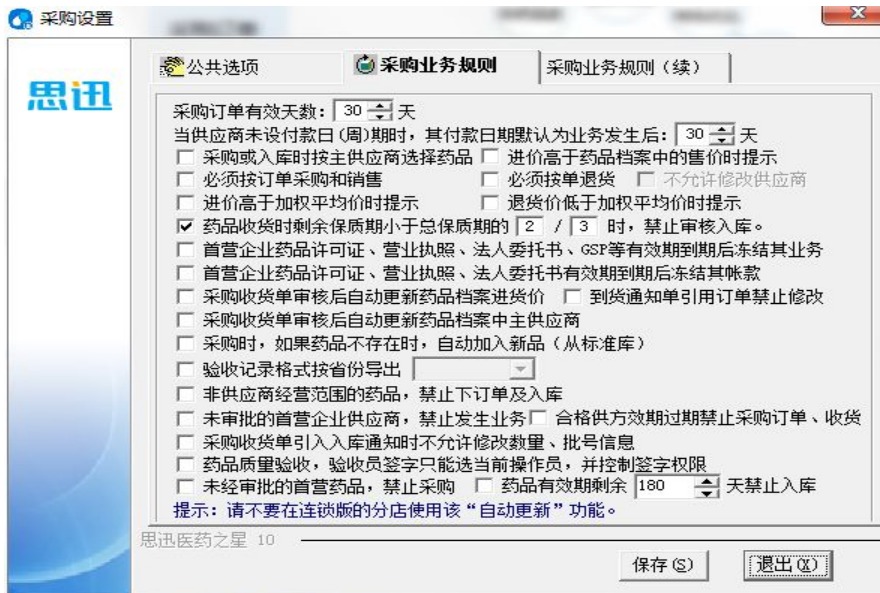 采购设置
思迅
公共选项 采购业务规则 采购业务规则（续）
采购订单有效天数： 30 天
当供应商未设付款日(周)期时，其付款日期默认为业务发生后： 30 天
采购或入库时按主供应商选择药品 进价高于药品档案中的售价时提示
必须按订单采购和销售 必须按单退货 不允许修改供应商
进价高于加权平均价时提示 退货价低于加权平均价时提示
药品收货时剩余保质期小于总保质期的 2 / 3 时，禁止审核入库。
首营企业药品许可证、营业执照、法人委托书、GSP等有效期到期后冻结其业务
首营企业药品许可证、营业执照、法人委托书有效期到期后冻结其帐款
采购收货单审核后自动更新药品档案进货价 到货通知单引用订单禁止修改
采购收货单审核后自动更新药品档案中主供应商
采购时，如果药品不存在时，自动加入新品（从标准库）
验收记录格式按省份导出
非供应商经营范围的药品，禁止下订单及入库
未审批的首营企业供应商，禁止发生业务 合格供方效期过期禁止采购订单、收货
采购收货单引入入库通知时不允许修改数量、批号信息
药品质量验收，验收员签字只能选当前操作员，并控制签字权限
未经审批的首营药品，禁止采购 药品有效期剩余 180 天禁止入库
提示：请不要在连锁版的分店使用该“自动更新”功能。
思迅医药之星 10
保存(S) 退出(X)